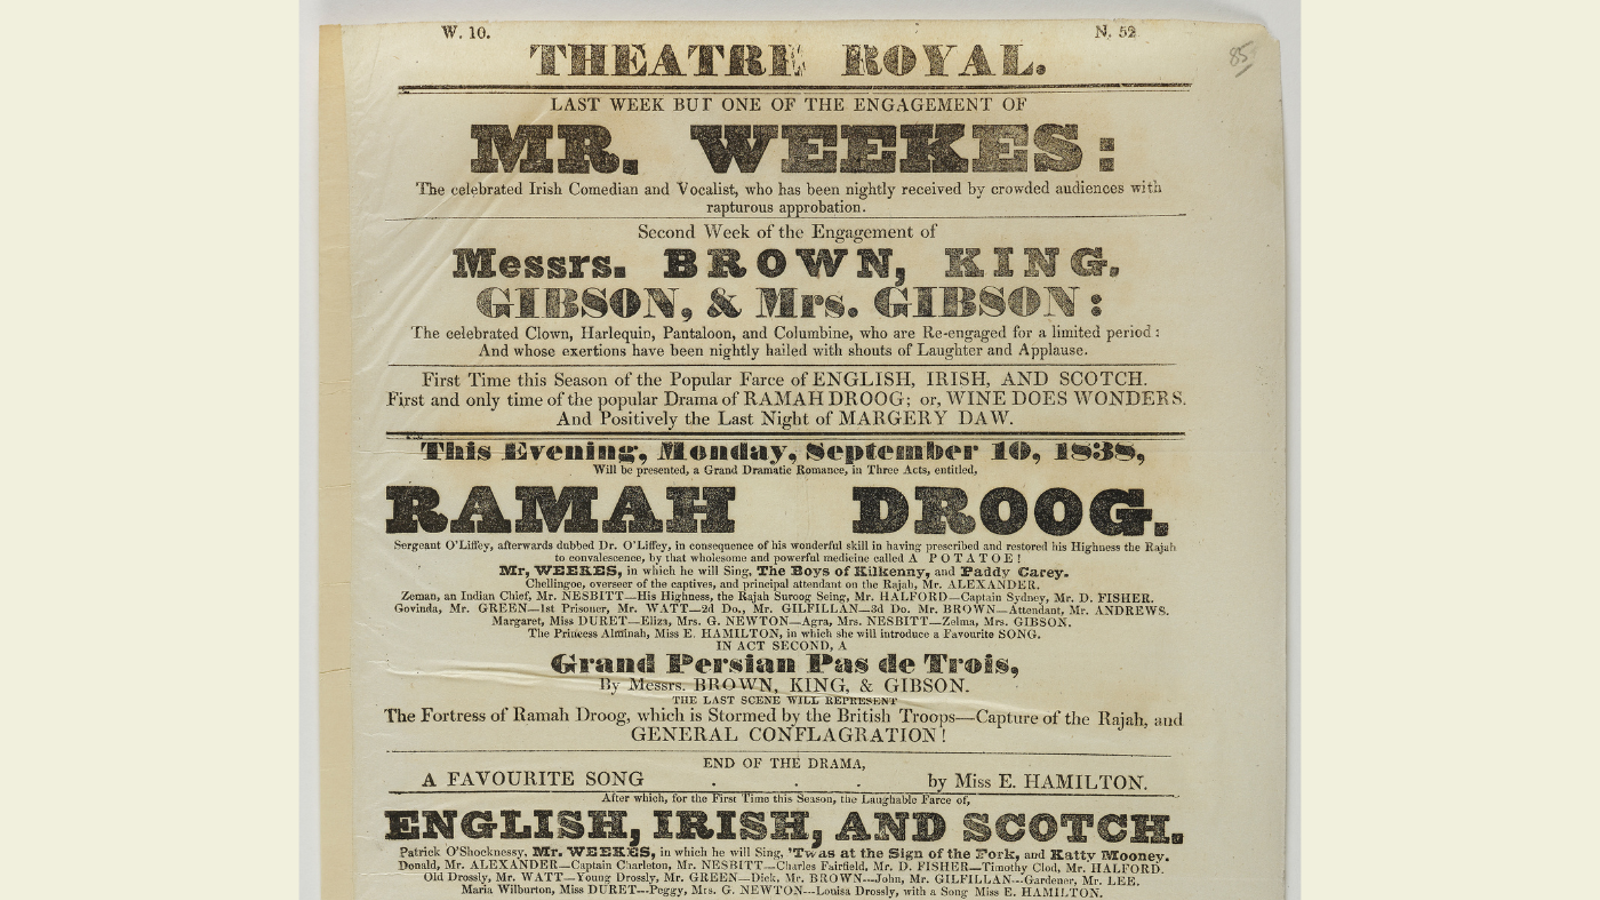 W. 10. N. 52
85
THEATRE ROYAL.
LAST WEEK BUT ONE OF THE ENGAGEMENT OF
MR. WEEKES:
The celebrated Irish Comedian and Vocalist, who has been nightly received by crowded audiences with
rapturous approbation.
Second Week of the Engagement of
Messrs. BROWN, KING,
GIBSON, & Mrs. GIBSON:
The celebrated Clown, Harlequin, Pantaloon, and Columbine, who are Re-engaged for a limited period:
And whose exertions have been nightly hailed with shouts of Laughter and Applause.
First Time this Season of the Popular Farce of ENGLISH, IRISH, AND SCOTCH.
First and only time of the popular Drama of RAMAH DROOG; or, WINE DOES WONDERS.
And Positively the Last Night of MARGERY DAW.
This Evening, Monday, September 10, 1838,
Will be presented, a Grand Dramatic Romance, in Three Acts, entitled,
RAMAH DROOG.
Sergeant O'Liffey, afterwards dubbed Dr. O'Liffey, in consequence of his wonderful skill in having prescribed and restored his Highness the Rajah
to convalescence, by that wholesome and powerful medicine called A POTATOE!
Mr, WEEKES, in which he will Sing, The Boys of Kilkenny, and Paddy Carey.
Chellingoe, overseer of the captives, and principal attendant on the Rajah, Mr. ALEXANDER.
Zeman, an Indian Chief, Mr. NESBITT—His Highness, the Rajah Suroog Seing, Mr. HALFORD—Captain Sydney, Mr. D. FISHER.
Govinda, Mr. GREEN—1st Prisoner, Mr. WATT—2d Do., Mr. GILFILLAN—3d Do. Mr. BROWN—Attendant, Mr. ANDREWS.
Margaret, Miss DURET—Eliza, Mrs. G. NEWTON—Agra, Mrs. NESBITT—Zelma, Mrs. GIBSON.
The Princess Alminah, Miss E. HAMILTON, in which she will introduce a Favourite SONG.
IN ACT SECOND, A
Grand Persian Pas de Trois,
By Messrs. BROWN, KING, & GIBSON.
THE LAST SCENE WILL REPRESENT
The Fortress of Ramah Droog, which is Stormed by the British Troops—Capture of the Rajah, and
GENERAL CONFLAGRATION!
END OF THE DRAMA,
A FAVOURITE SONG . . . by Miss E. HAMILTON.
After which, for the First Time this Season, the Laughable Farce of,
ENGLISH, IRISH, AND SCOTCH.
Patrick O'Shocknessy, Mr. WEEKES, in which he will Sing, 'Twas at the Sign of the Fork, and Katty Mooney.
Donald, Mr. ALEXANDER—Captain Charleton, Mr. NESBITT—Charles Fairfield, Mr. D. FISHER—Timothy Clod, Mr. HALFORD.
Old Drossly, Mr. WATT—Young Drossly, Mr. GREEN—Dick, Mr. BROWN---John, Mr. GILFILLAN---Gardener, Mr. LEE.
Maria Wilburton, Miss DURET---Peggy, Mrs. G. NEWTON---Louisa Drossly, with a Song Miss E. HAMILTON.